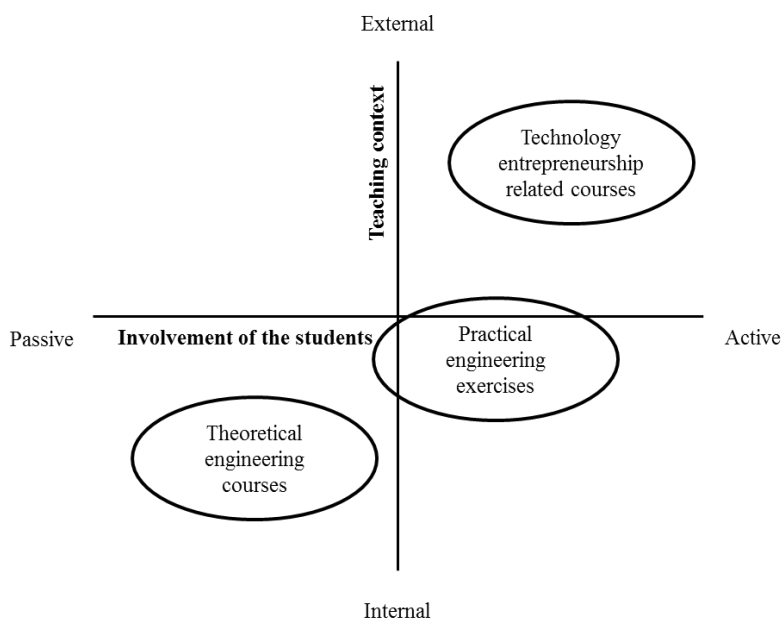 External
Teaching context
Technology
entrepreneurship
related courses
Passive
Involvement of the students
Practical
engineering
exercises
Active
Theoretical
engineering
courses
Internal